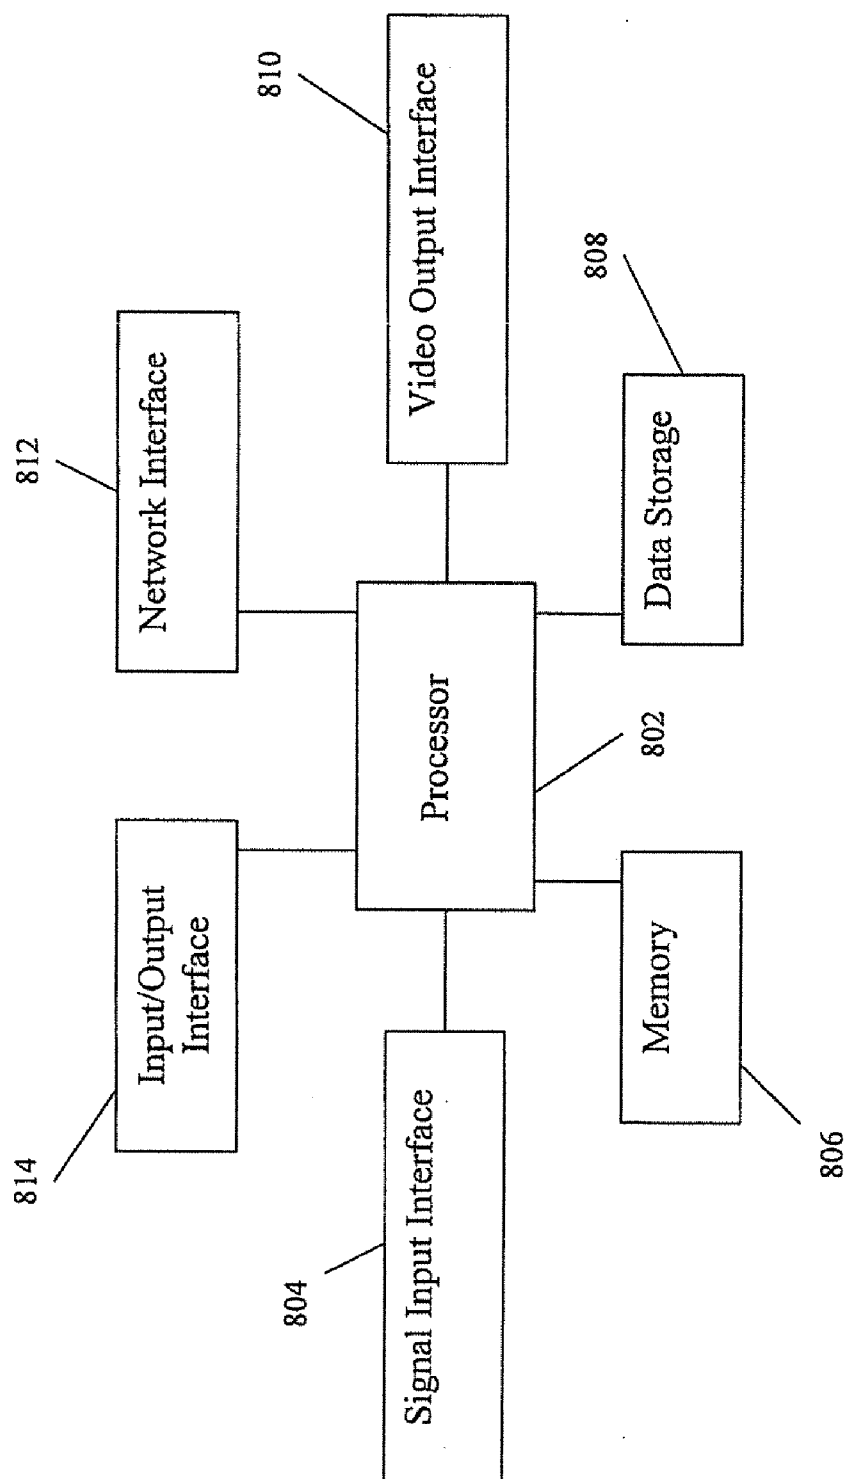 814
812
Input/Output
Interface
Network Interface
804
810
Signal Input Interface
Processor
Video Output Interface
802
808
Memory
Data Storage
806